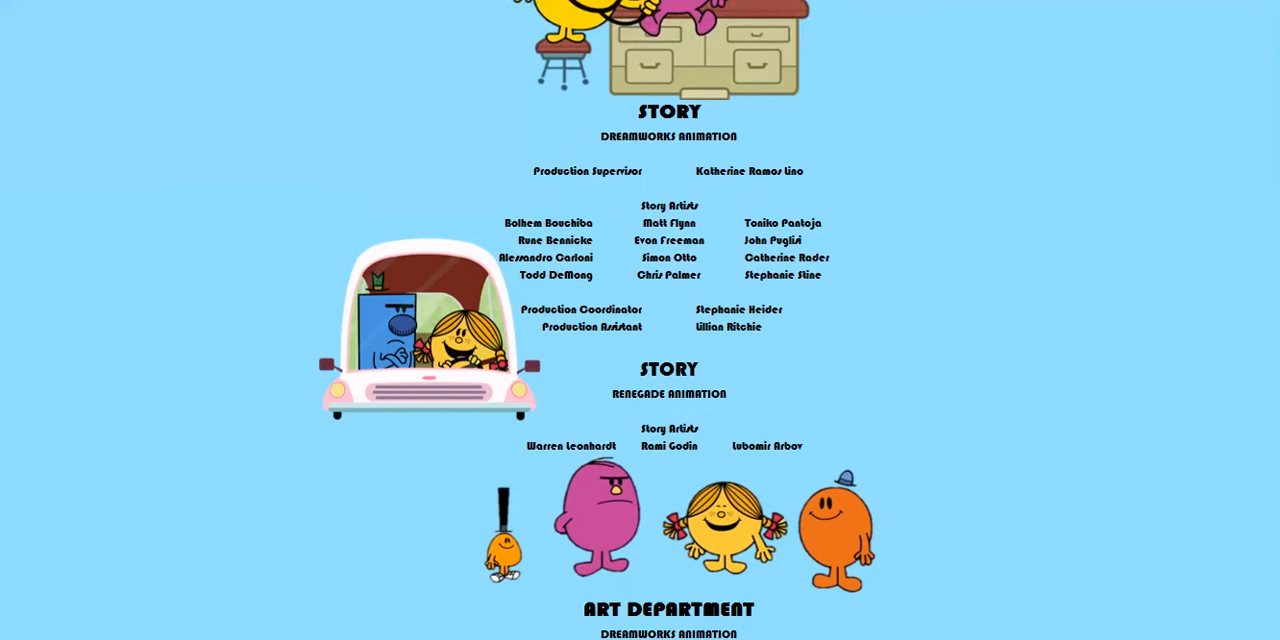 STORY
DREAMWORKS ANIMATION
Production Supervisor Katherine Ramos Lino
Story Artists
Bolhem Bouchiba Matt Flynn Toniko Pantoja
Rune Bennicke Evon Freeman John Puglisi
Alessandro Carloni Simon Otto Catherine Rader
Todd DeMong Chris Palmer Stephanie Stine
Production Coordinator Stephanie Heider
Production Assistant Lillian Ritchie
STORY
RENEGADE ANIMATION
Story Artists
Warren Leonhardt Rami Godin Lubomir Arbov
ART DEPARTMENT
DREAMWORKS ANIMATION